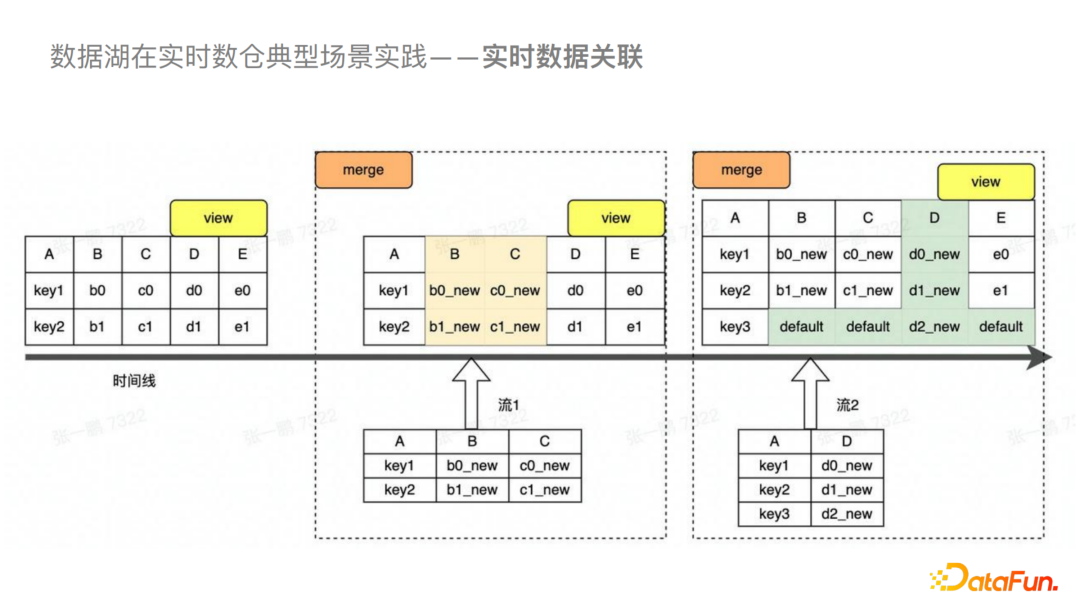 数据湖在实时数仓典型场景实践——实时数据关联
merge
merge
view
view
view
A B C D E
key1 b0 c0 d0 e0
key2 b1 c1 d1 e1
A B C D E
key1 b0_new c0_new d0 e0
key2 b1_new c1_new d1 e1
A B C D E
key1 b0_new c0_new d0_new e0
key2 b1_new c1_new d1_new e1
key3 default default d2_new default
时间线
流1
流2
A B C
key1 b0_new c0_new
key2 b1_new c1_new
A D
key1 d0_new
key2 d1_new
key3 d2_new
张一鹏 7322
DataFun.